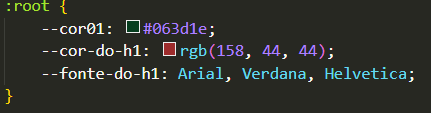 :root {
--cor01: #063d1e;
--cor-do-h1: rgb(158, 44, 44);
--fonte-do-h1: Arial, Verdana, Helvetica;
}